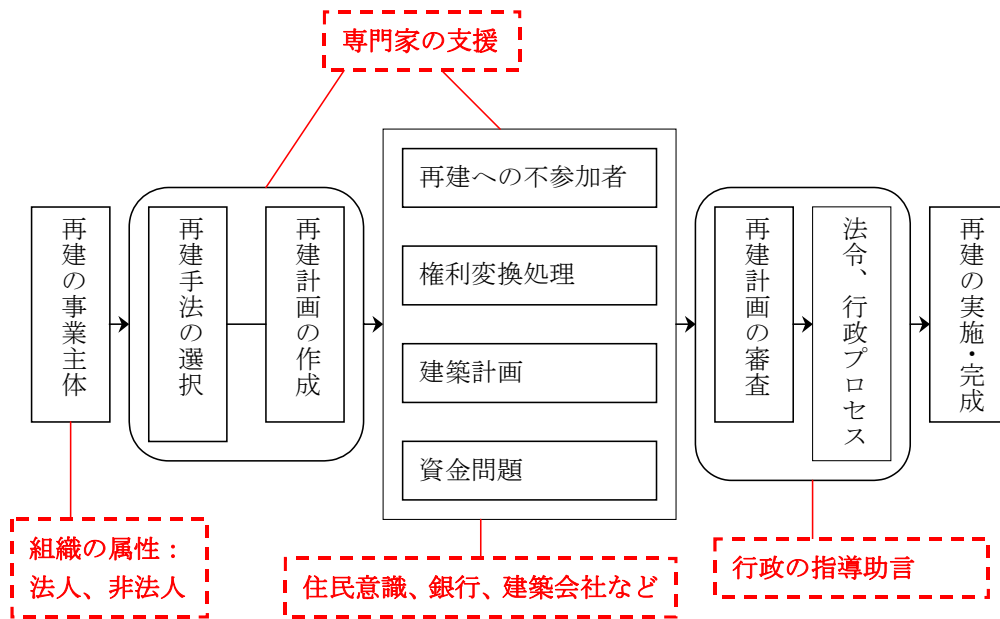 専門家の支援
再建の事業主体
再建手法の選択
再建計画の作成
再建への不参加者
権利変換処理
建築計画
資金問題
再建計画の審査
法令、行政プロセス
再建の実施・完成
組織の属性：
法人、非法人
住民意識、銀行、建築会社など
行政の指導助言